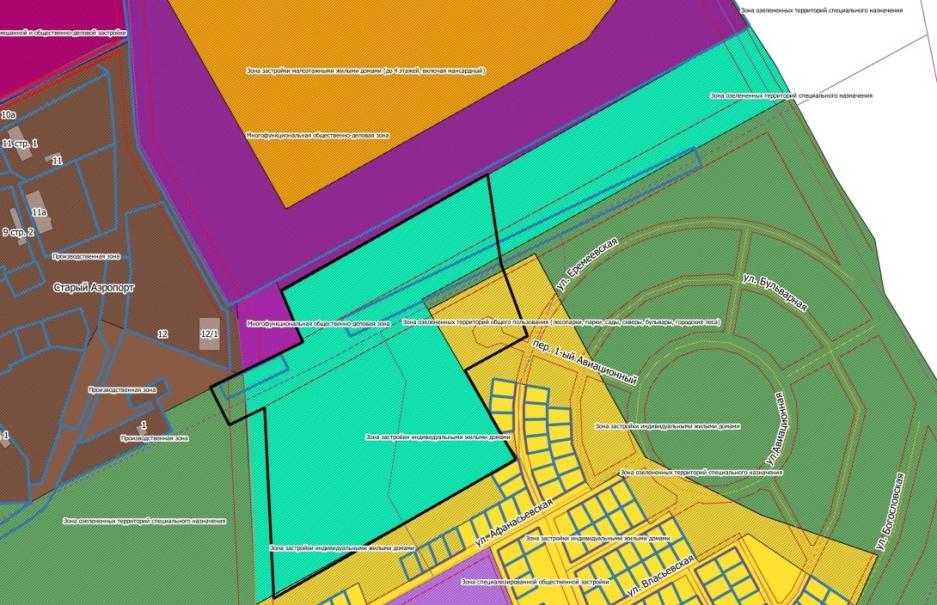 Зона озелененных территорий специального назначения
мешанной и общественно-деловой застройки
Зона застройки малоэтажными жилыми домами (до 4 этажей, включая мансардный)
Зона озелененных территорий специального назначения
10а
Многофункциональная общественно-деловая зона
11 стр. 1
11
11а
9 стр. 2
ул. Еремеевская
Производственная зона
Старый Аэропорт
ул. Бульварная
12
12/1
Многофункциональная общественно-деловая зона
Зона озелененных территорий общего пользования (лесопарки, парки, сады, скверы, бульвары, городские леса)
пер. 1-ый Авиационный
Производственная зона
1
1
Производственная зона
Зона застройки индивидуальными жилыми домами
Зона застройки индивидуальными жилыми домами
ул. Авиационная
Зона озелененных территорий специального назначения
ул. Богословская
Зона озелененных территорий специального назначения
ул. Афанасьевская
Зона застройки индивидуальными жилыми домами
Зона застройки индивидуальными жилыми домами
Зона специализированной общественной застройки
ул. Власьевская